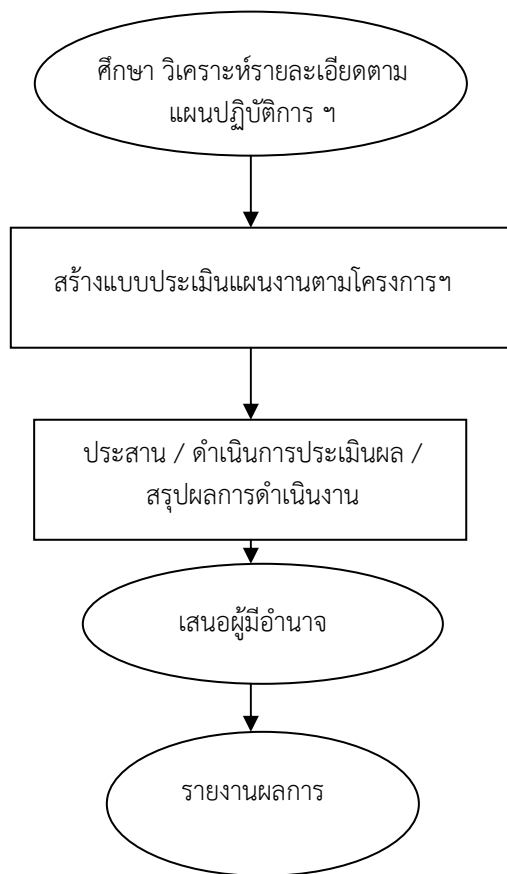 ศึกษา วิเคราะห์รายละเอียดตาม
แผนปฏิบัติการ ฯ
สร้างแบบประเมินแผนงานตามโครงการฯ
ประสาน / ดำเนินการประเมินผล /
สรุปผลการดำเนินงาน
เสนอผู้มีอำนาจ
รายงานผลการ